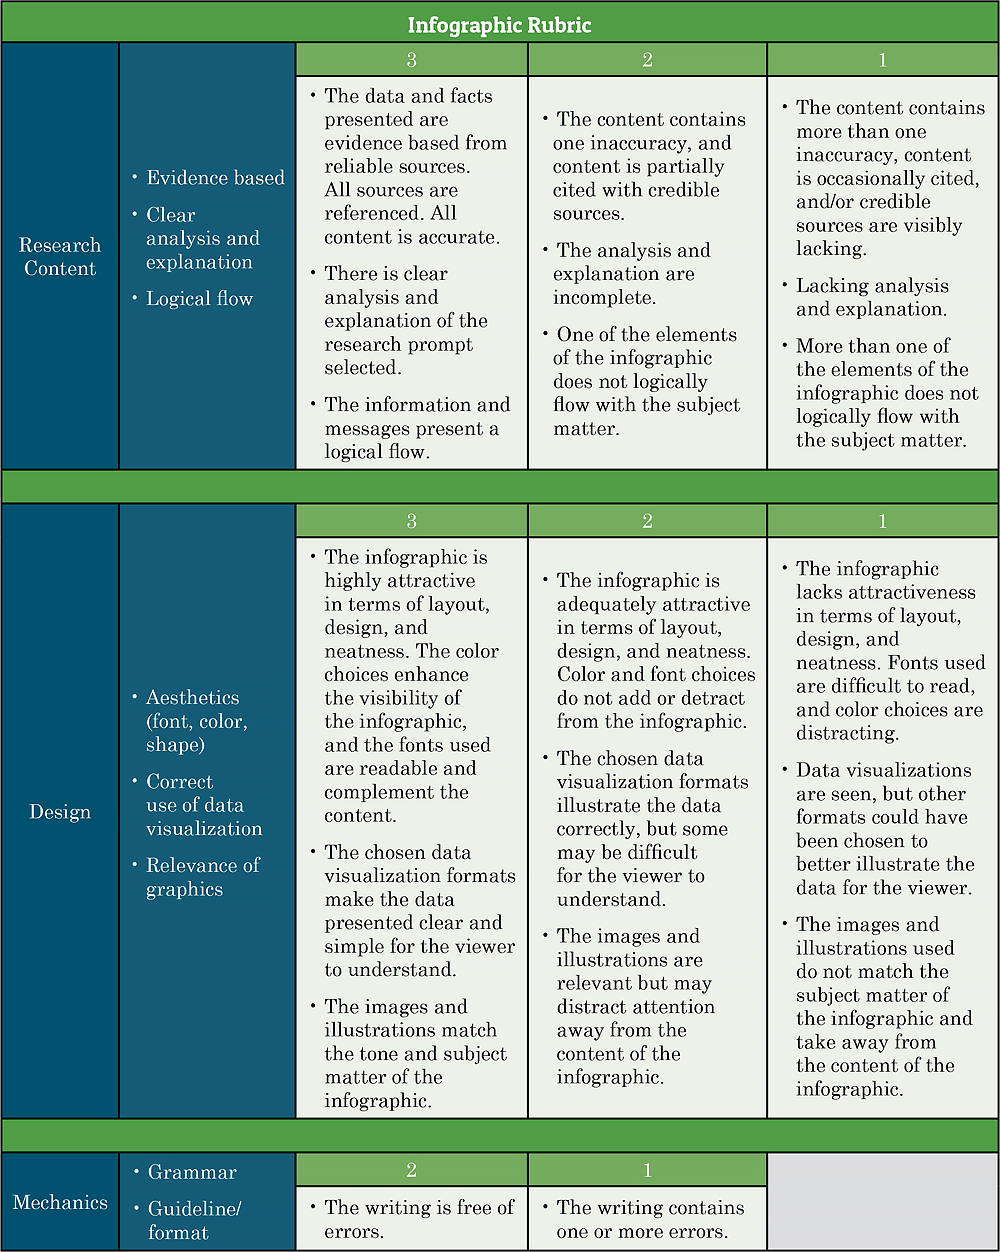 Infographic Rubric
Research
Content
• Evidence based
• Clear
analysis and
explanation
• Logical flow
3
• The data and facts
presented are
evidence based from
reliable sources.
All sources are
referenced. All
content is accurate.
• There is clear
analysis and
explanation of the
research prompt
selected.
• The information and
messages present a
logical flow.
2
• The content contains
one inaccuracy, and
content is partially
cited with credible
sources.
• The analysis and
explanation are
incomplete.
• One of the elements
of the infographic
does not logically
flow with the subject
matter.
1
• The content contains
more than one
inaccuracy, content
is occasionally cited,
and/or credible
sources are visibly
lacking.
• Lacking analysis
and explanation.
• More than one of
the elements of the
infographic does not
logically flow with
the subject matter.
Design
• Aesthetics
(font, color,
shape)
• Correct
use of data
visualization
• Relevance of
graphics
3
• The infographic is
highly attractive
in terms of layout,
design, and
neatness. The color
choices enhance
the visibility of
the infographic,
and the fonts used
are readable and
complement the
content.
• The chosen data
visualization formats
make the data
presented clear and
simple for the viewer
to understand.
• The images and
illustrations match
the tone and subject
matter of the
infographic.
2
• The infographic is
adequately attractive
in terms of layout,
design, and neatness.
Color and font choices
do not add or detract
from the infographic.
• The chosen data
visualization formats
illustrate the data
correctly, but some
may be difficult
for the viewer to
understand.
• The images and
illustrations are
relevant but may
distract attention
away from the
content of the
infographic.
1
• The infographic
lacks attractiveness
in terms of layout,
design, and
neatness. Fonts used
are difficult to read,
and color choices are
distracting.
• Data visualizations
are seen, but other
formats could have
been chosen to
better illustrate the
data for the viewer.
• The images and
illustrations used
do not match the
subject matter of
the infographic and
take away from
the content of the
infographic.
Mechanics
• Grammar
• Guideline/
format
2
• The writing is free of
errors.
1
• The writing contains
one or more errors.